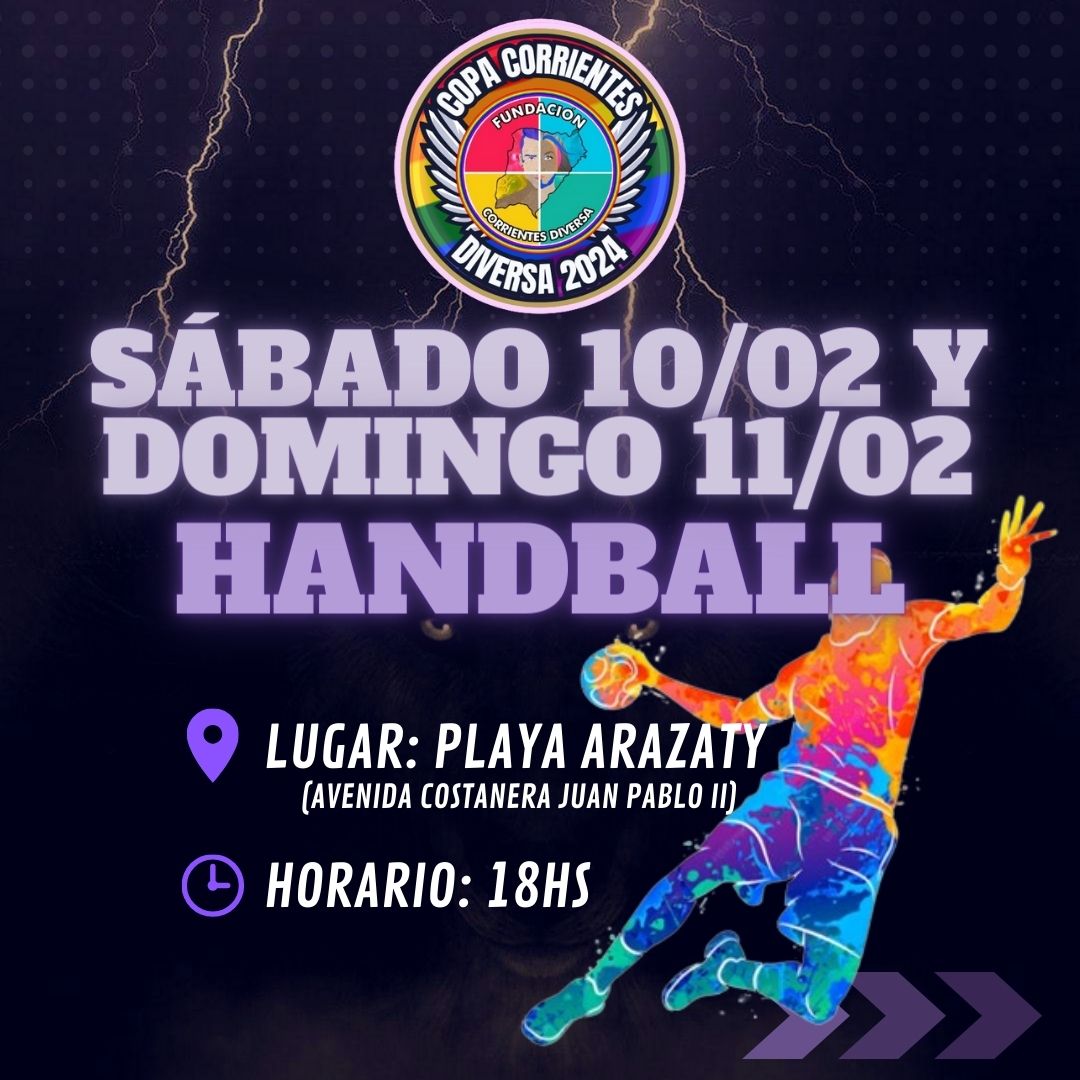 COPA CORRIENTES
FUNDACION
CORRIENTES DIVERSA
DIVERSA 2024
SÁBADO 10/02 Y
DOMINGO 11/02
HANDBALL
LUGAR: PLAYA ARAZATY
(AVENIDA COSTANERA JUAN PABLO II)
HORARIO: 18HS